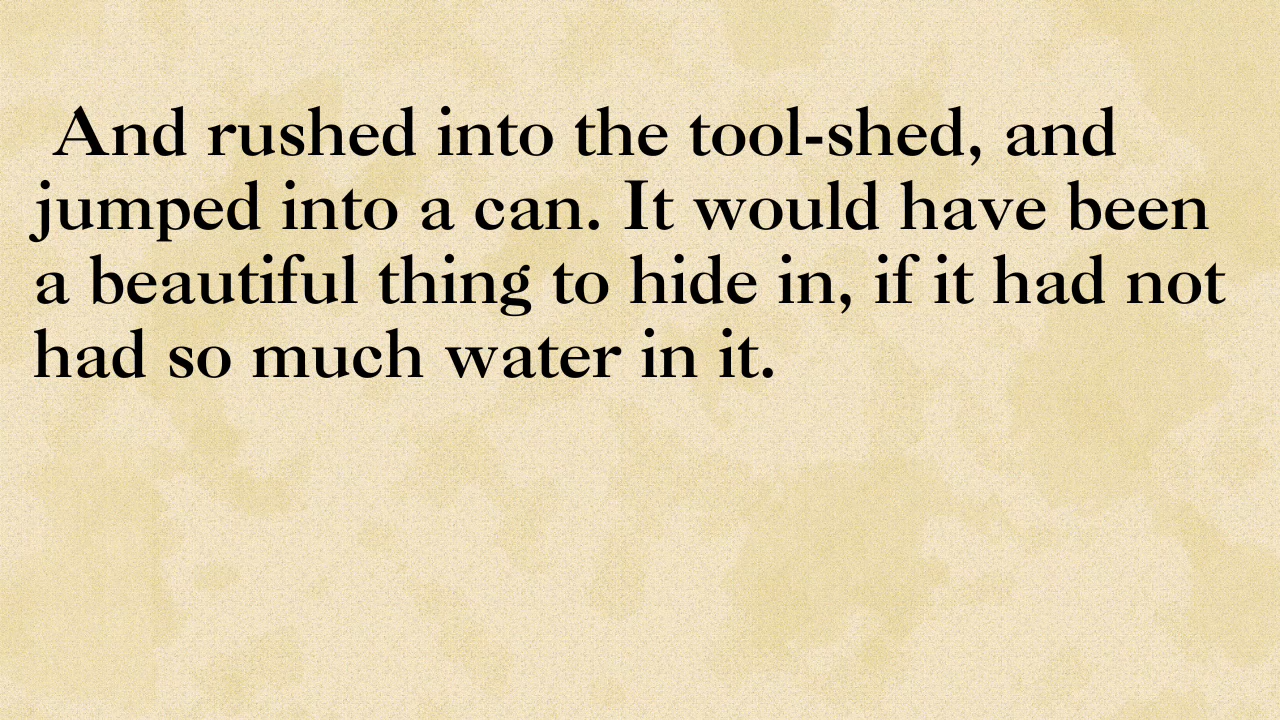 And rushed into the tool-shed, and
jumped into a can. It would have been
a beautiful thing to hide in, if it had not
had so much water in it.